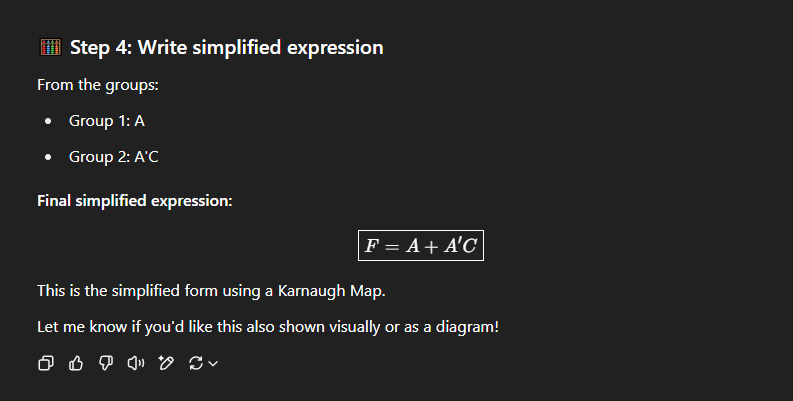 Step 4: Write simplified expression
From the groups:
• Group 1: A
• Group 2: A'C
Final simplified expression:
F = A + A′C
This is the simplified form using a Karnaugh Map.
Let me know if you'd like this also shown visually or as a diagram!